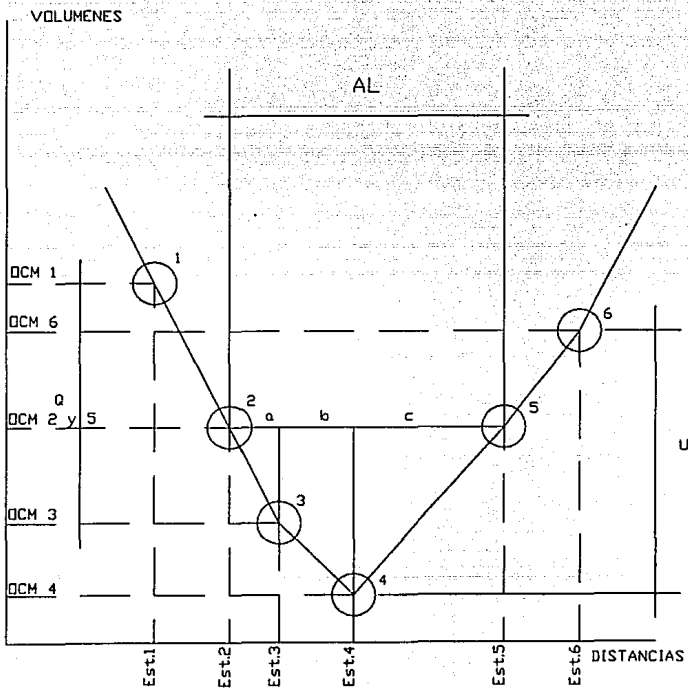 VOLUMENES
AL
1
OCM 1
OCM 6
6
Q
2
OCM 2 y 5
a b c
5
U
OCM 3
3
OCM 4
4
Est.1
Est.2
Est.3
Est.4
Est.5
Est.6
DISTANCIAS